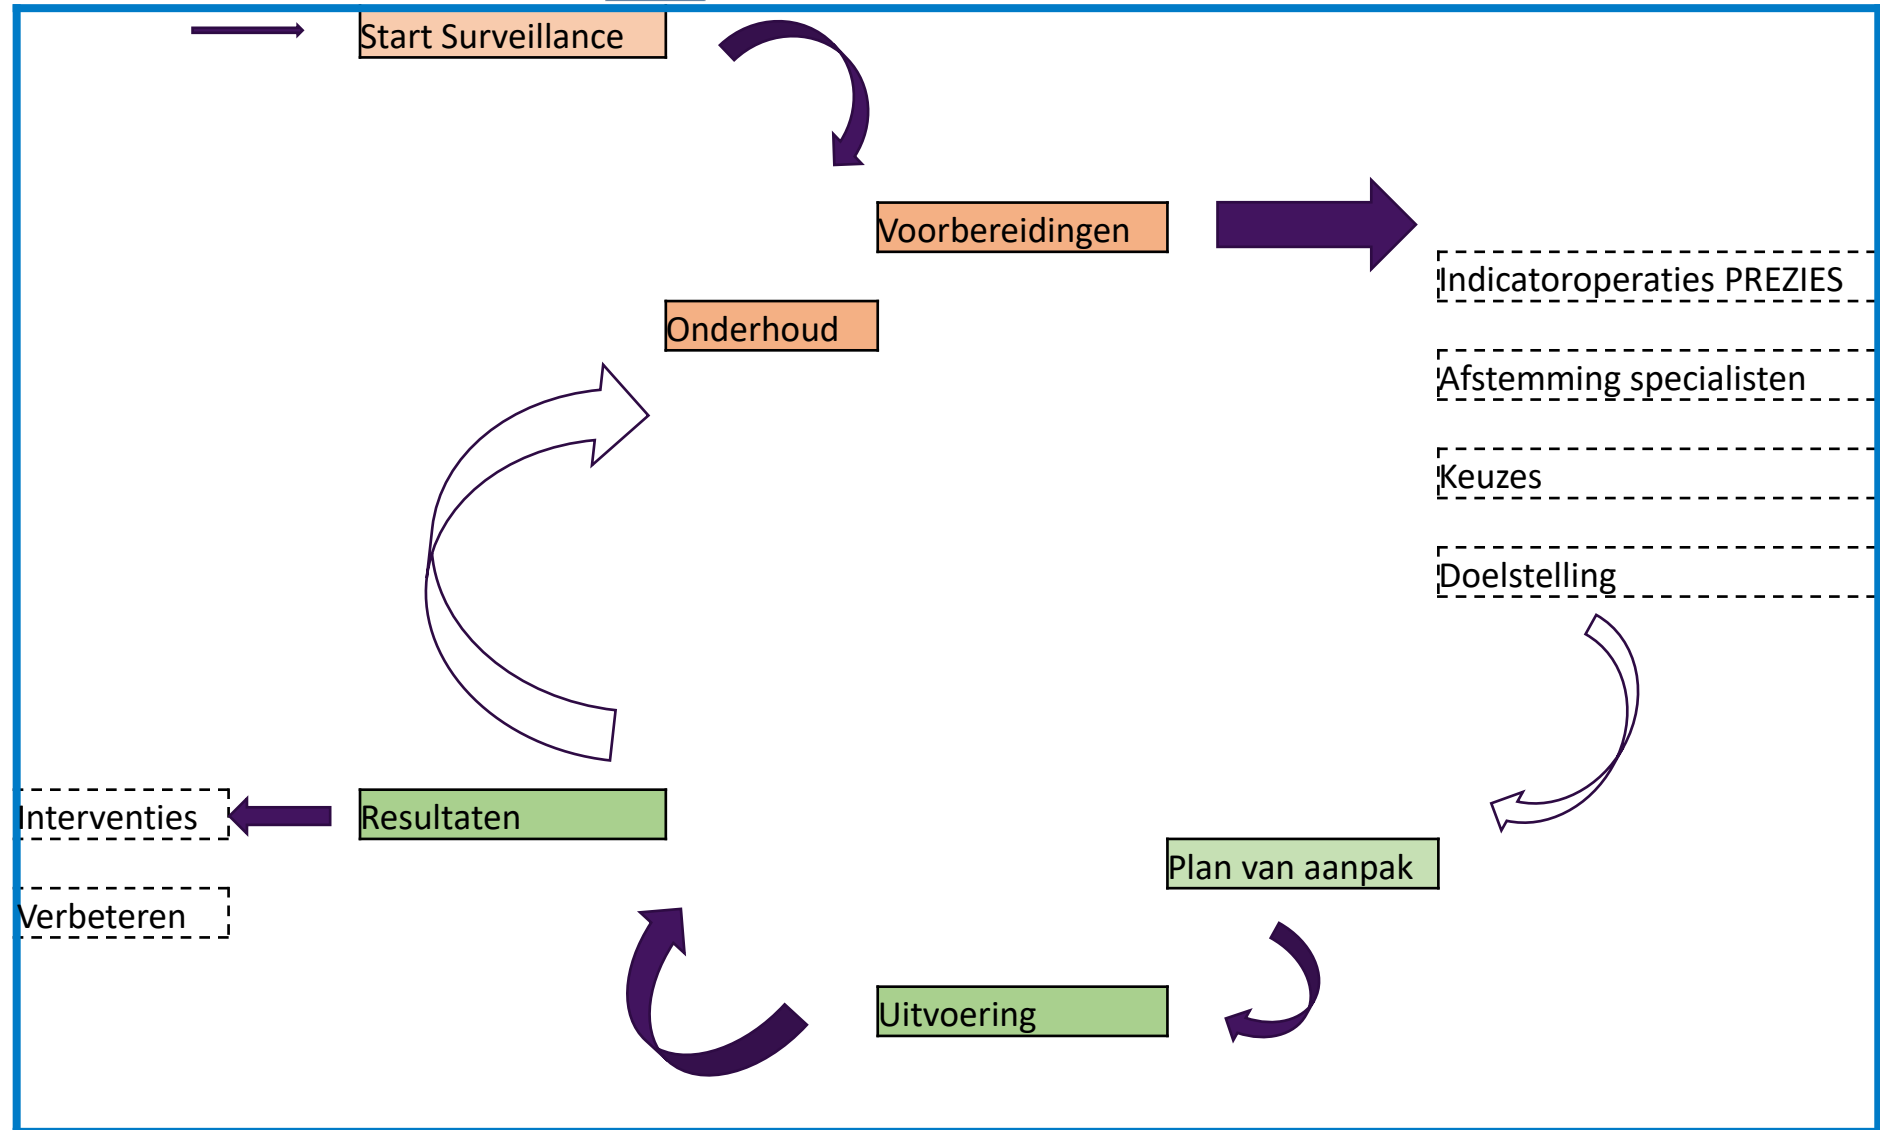 Start Surveillance
Voorbereidingen
Indicatoroperaties PREZIES
Onderhoud
Afstemming specialisten
Keuzes
Doelstelling
Interventies
Resultaten
Plan van aanpak
Verbeteren
Uitvoering